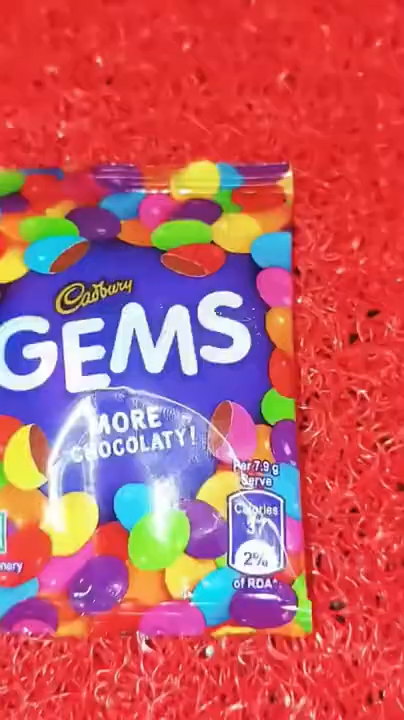 Cadbury
GEMS
MORE
CHOCOLATY!
Per 7.9 g
Serve
Calories
2%
of RDA*